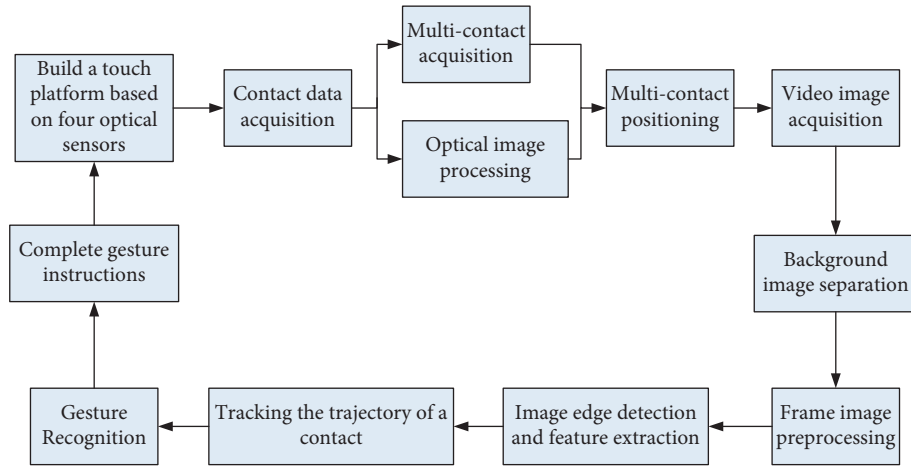 Build a touch
platform based
on four optical
sensors
Contact data
acquisition
Multi-contact
acquisition
Optical image
processing
Multi-contact
positioning
Video image
acquisition
Background
image separation
Frame image
preprocessing
Image edge detection
and feature extraction
Tracking the trajectory of a
contact
Gesture
Recognition
Complete gesture
instructions